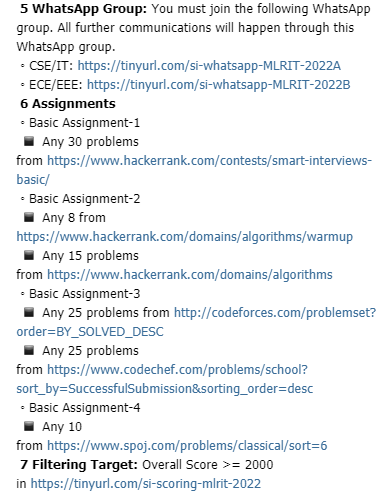 5 WhatsApp Group: You must join the following WhatsApp
group. All further communications will happen through this
WhatsApp group.
◦ CSE/IT: https://tinyurl.com/si-whatsapp-MLRIT-2022A
◦ ECE/EEE: https://tinyurl.com/si-whatsapp-MLRIT-2022B
6 Assignments
◦ Basic Assignment-1
▪ Any 30 problems
from https://www.hackerrank.com/contests/smart-interviews-
basic/
◦ Basic Assignment-2
▪ Any 8 from
https://www.hackerrank.com/domains/algorithms/warmup
▪ Any 15 problems
from https://www.hackerrank.com/domains/algorithms
◦ Basic Assignment-3
▪ Any 25 problems from http://codeforces.com/problemset?
order=BY_SOLVED_DESC
▪ Any 25 problems
from https://www.codechef.com/problems/school?
sort_by=SuccessfulSubmission&sorting_order=desc
◦ Basic Assignment-4
▪ Any 10
from https://www.spoj.com/problems/classical/sort=6
7 Filtering Target: Overall Score >= 2000
in https://tinyurl.com/si-scoring-mlrit-2022